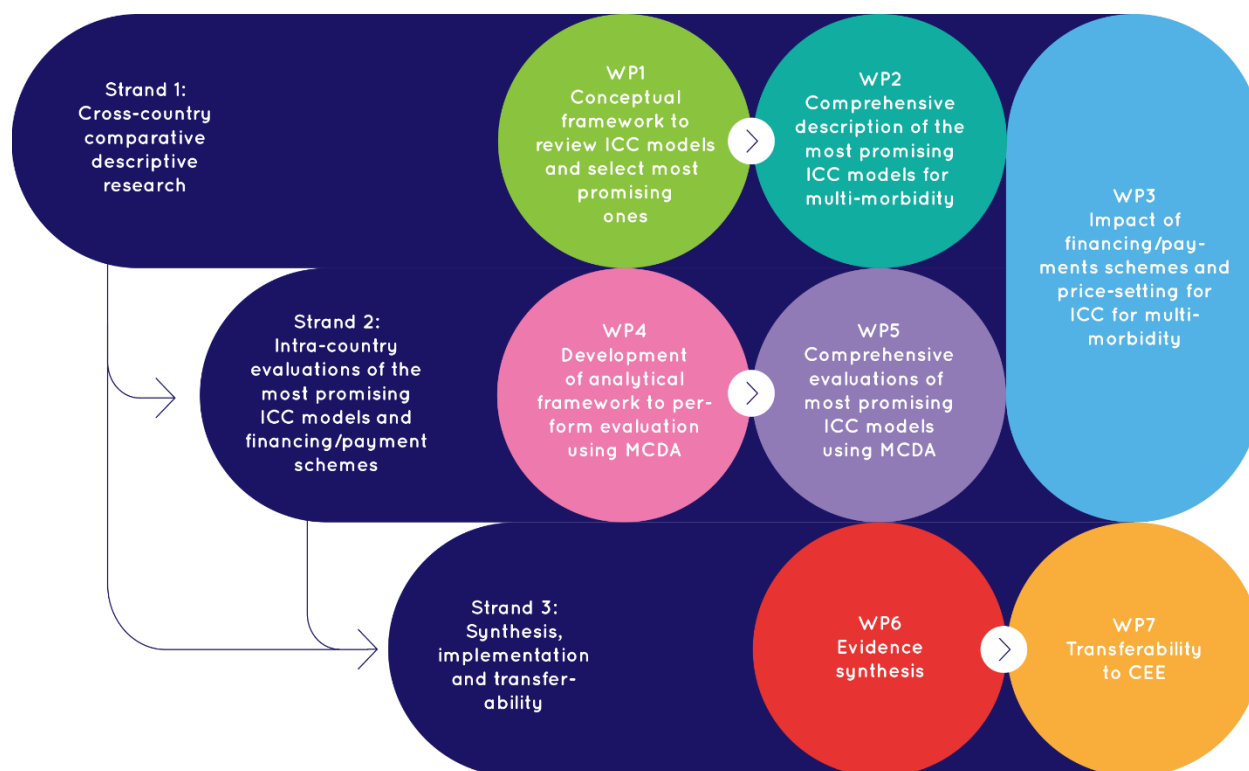 Strand 1:
Cross-country
comparative
descriptive
research
WP1
Conceptual
framework to
review ICC models
and select most
promising
ones
WP2
Comprehensive
description of the
most promising
ICC models for
multi-morbidity
WP3
Impact of
financing/pay-
ments schemes and
price-setting for
ICC for multi-
morbidity
Strand 2:
Intra-country
evaluations of the
most promising
ICC models and
financing/payment
schemes
WP4
Development
of analytical
framework to per-
form evaluation
using MCDA
WP5
Comprehensive
evaluations of
most promising
ICC models
using MCDA
Strand 3:
Synthesis,
implementation
and transfer-
ability
WP6
Evidence
synthesis
WP7
Transferability
to CEE